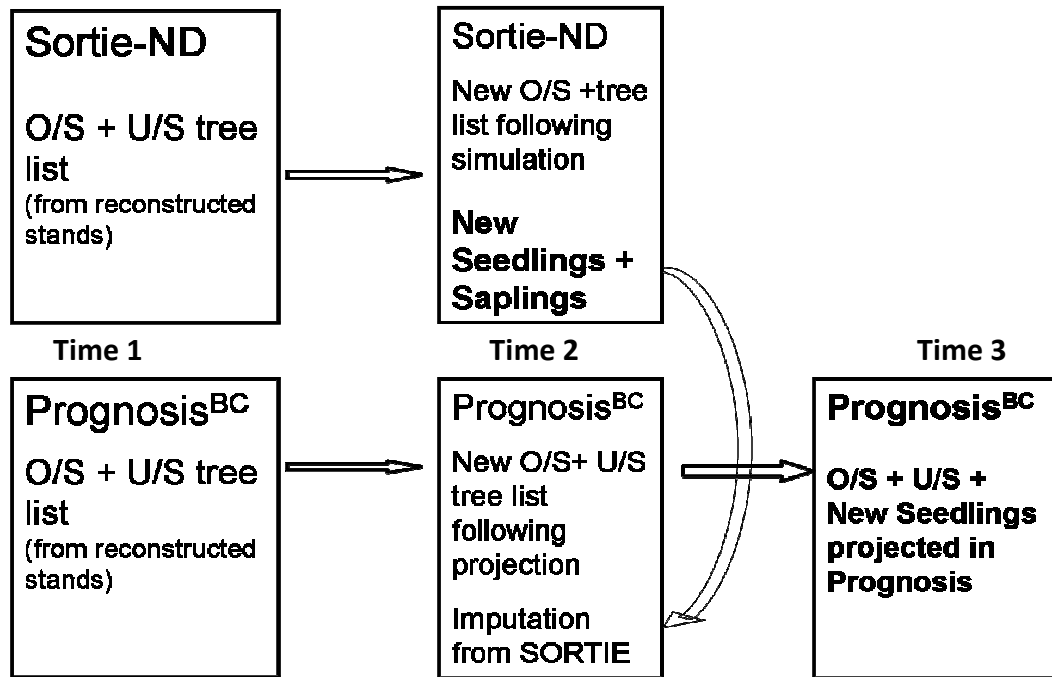 Sortie-ND
O/S + U/S tree
list
(from reconstructed
stands)
Sortie-ND
New O/S +tree
list following
simulation
New
Seedlings +
Saplings
Time 1
Time 2
Time 3
Prognosis^BC
O/S + U/S tree
list
(from reconstructed
stands)
Prognosis^BC
New O/S+ U/S
tree list
following
projection
Imputation
from SORTIE
Prognosis^BC
O/S + U/S +
New Seedlings
projected in
Prognosis